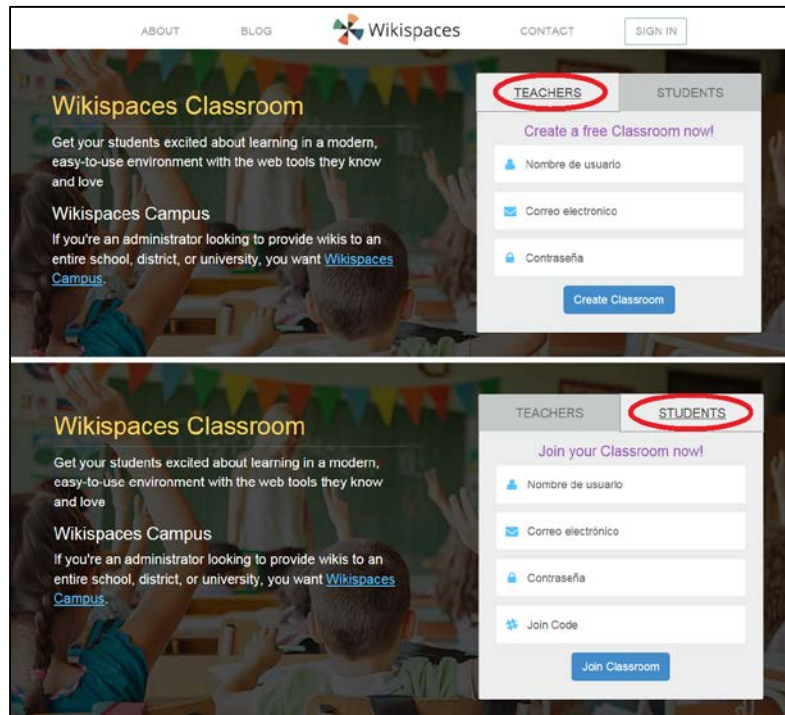 ABOUT BLOG Wikispaces CONTACT SIGN IN
Wikispaces Classroom
Get your students excited about learning in a modern,
easy-to-use environment with the web tools they know
and love
Wikispaces Campus
If you're an administrator looking to provide wikis to an
entire school, district, or university, you want Wikispaces
Campus.
TEACHERS STUDENTS
Create a free Classroom now!
Nombre de usuario
Correo electrónico
Contraseña
Create Classroom
Wikispaces Classroom
Get your students excited about learning in a modern,
easy-to-use environment with the web tools they know
and love
Wikispaces Campus
If you're an administrator looking to provide wikis to an
entire school, district, or university, you want Wikispaces
Campus.
TEACHERS STUDENTS
Join your Classroom now!
Nombre de usuario
Correo electrónico
Contraseña
Join Code
Join Classroom